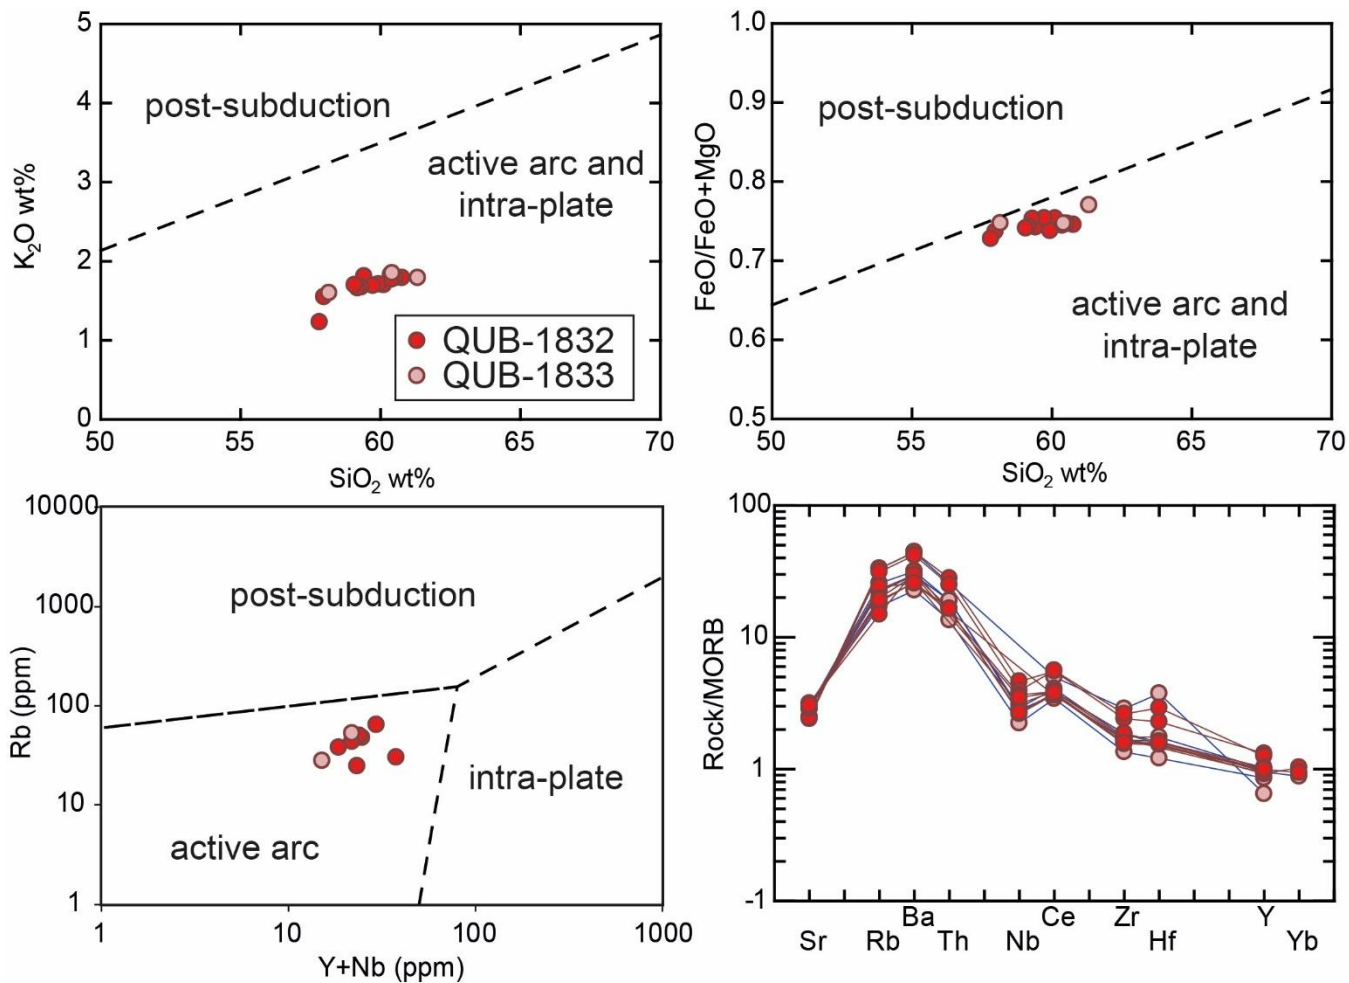 5
4
3
2
1
0
K₂O wt%
post-subduction
active arc and
intra-plate
QUB-1832
QUB-1833
50
55
60
65
70
SiO₂ wt%
1.0
0.9
0.8
0.7
0.6
0.5
FeO/FeO+MgO
post-subduction
active arc and
intra-plate
50
55
60
65
70
SiO₂ wt%
10000
1000
100
10
1
Rb (ppm)
post-subduction
intra-plate
active arc
1
10
100
1000
Y+Nb (ppm)
100
10
1
-1
Rock/MORB
Ba Ce Zr Y
Sr Rb Th Nb Hf Yb